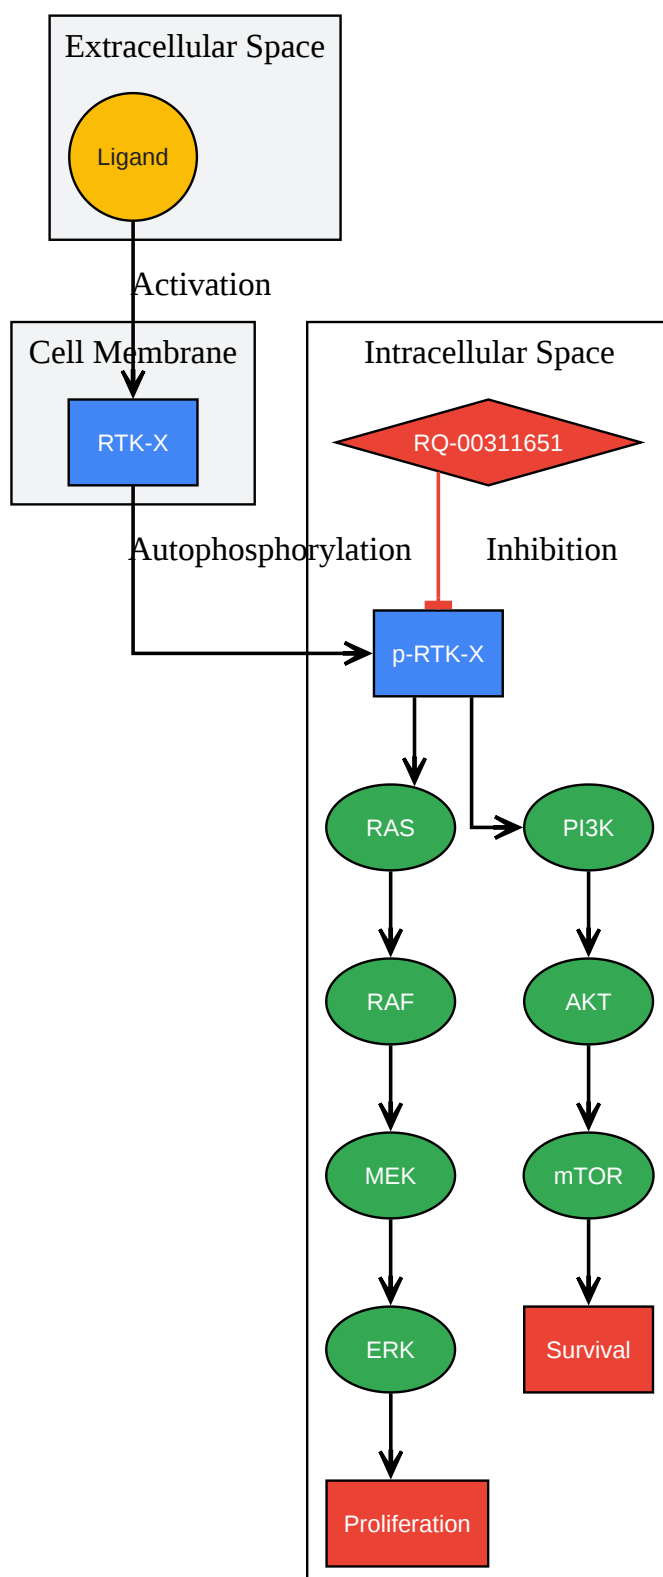 Extracellular Space
Ligand
Activation
Cell Membrane
RTK-X
Intracellular Space
RQ-00311651
Autophosphorylation
Inhibition
p-RTK-X
RAS
PI3K
RAF
AKT
MEK
mTOR
ERK
Survival
Proliferation